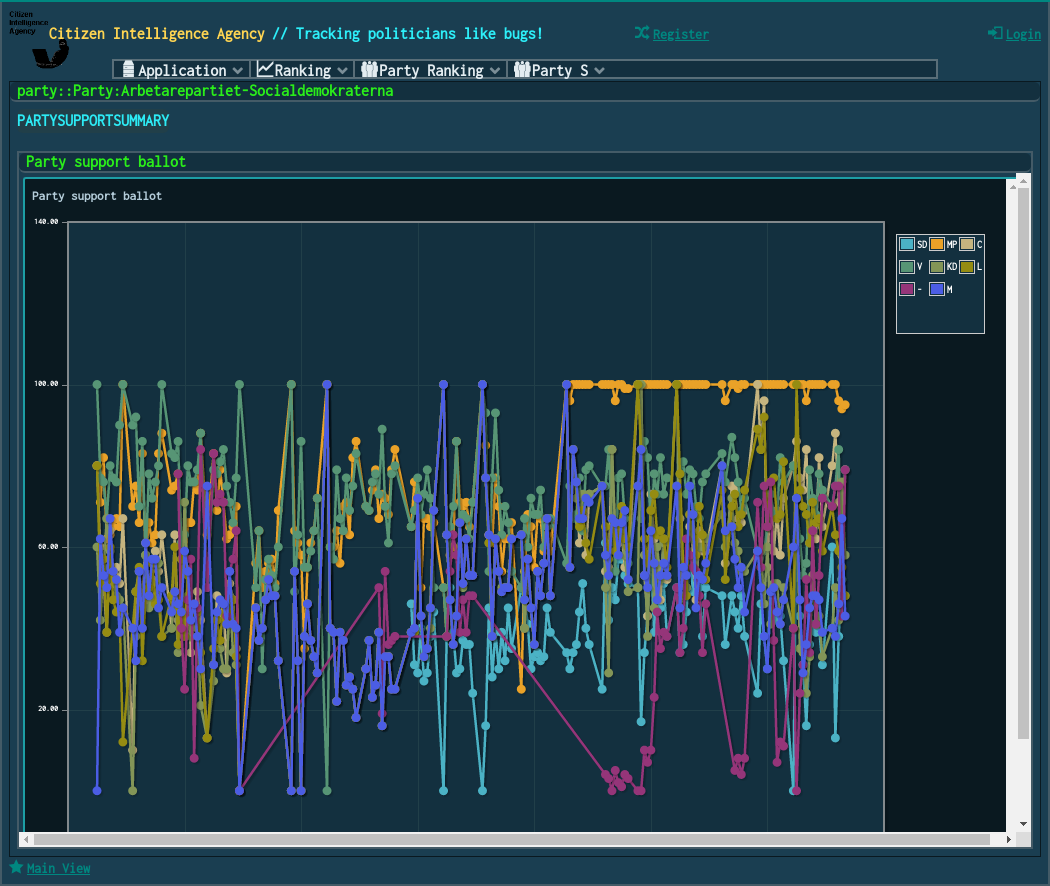 Citizen
Intelligence
Agency
Citizen Intelligence Agency // Tracking politicians like bugs!
Register
Login
Application
Ranking
Party Ranking
Party S
party::Party:Arbetarepartiet-Socialdemokraterna
PARTYSUPPORTSUMMARY
Party support ballot
Party support ballot
140.00
100.00
60.00
20.00
SD MP C
V KD L
- M
Main View